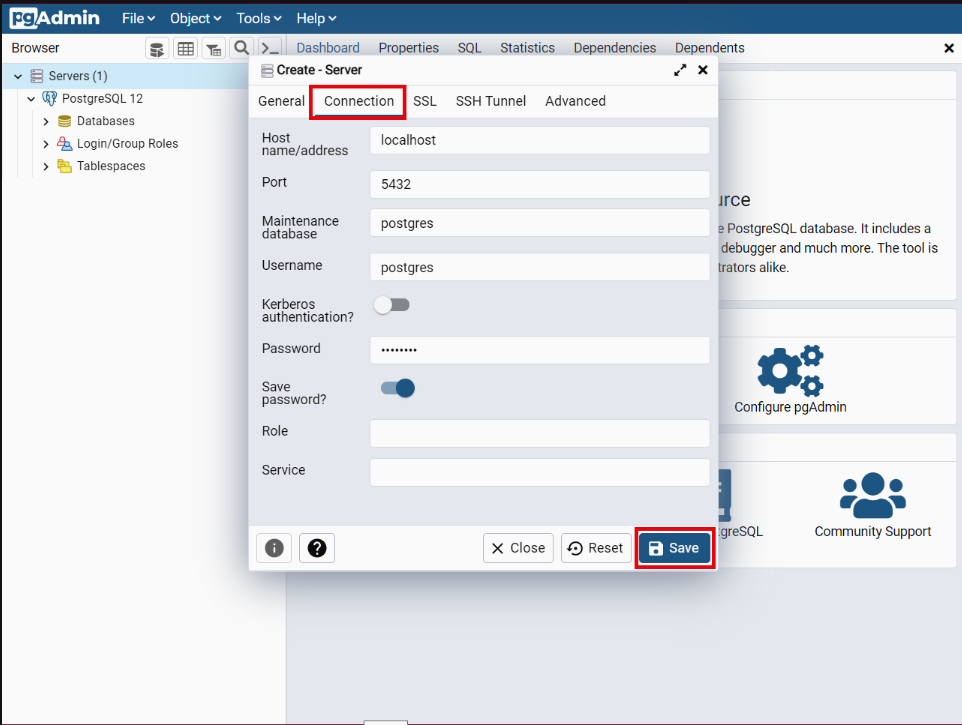 pgAdmin File Object Tools Help
Browser
Dashboard Properties SQL Statistics Dependencies Dependents
Servers (1)
PostgreSQL 12
Databases
Login/Group Roles
Tablespaces
Create - Server
General Connection SSL SSH Tunnel Advanced
Host
name/address
localhost
Port
5432
Maintenance
database
postgres
Username
postgres
Kerberos
authentication?
Password
••••••••
Save
password?
Role
Service
Close Reset Save
PostgreSQL database. It includes a
debugger and much more. The tool is
alike.
Configure pgAdmin
Community Support